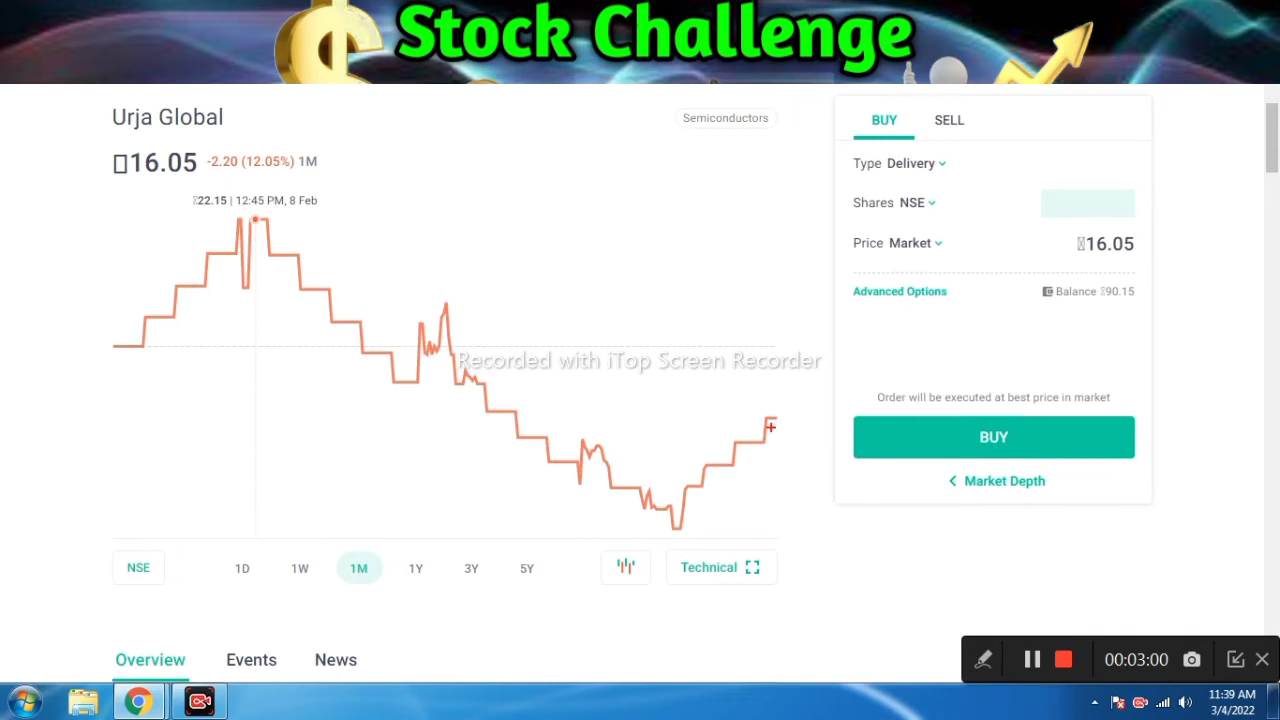 Stock Challenge
Urja Global
Semiconductors
16.05 -2.20 (12.05%) 1M
22.15 | 12:45 PM, 8 Feb
Recorded with iTop Screen Recorder
NSE 1D 1W 1M 1Y 3Y 5Y Technical
Overview Events News
BUY SELL
Type Delivery
Shares NSE
Price Market 16.05
Advanced Options Balance 90.15
Order will be executed at best price in market
BUY
Market Depth
00:03:00
11:39 AM
3/4/2022